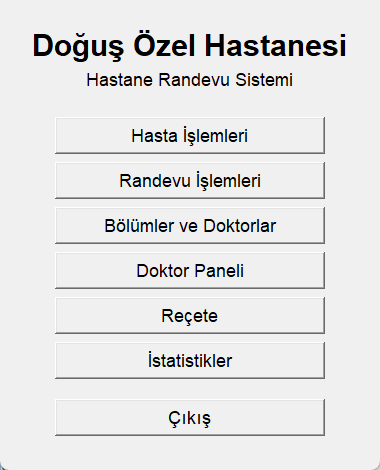 Doğuş Özel Hastanesi
Hastane Randevu Sistemi
Hasta İşlemleri
Randevu İşlemleri
Bölümler ve Doktorlar
Doktor Paneli
Reçete
İstatistikler
Çıkış